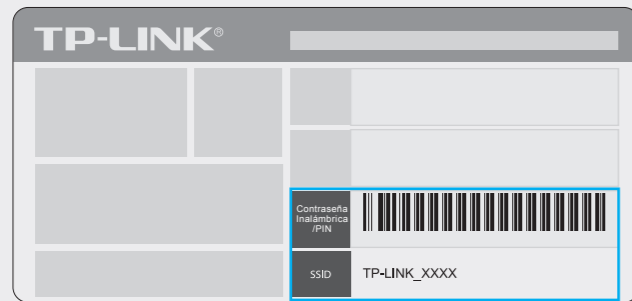 TP-LINK®
Contraseña
Inalámbrica
/PIN
SSID
TP-LINK_XXXX